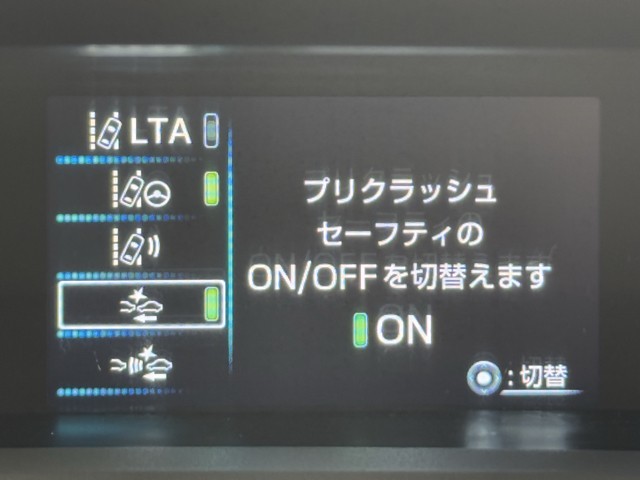 LTA
プリクラッシュ
セーフティの
ON/OFFを切替えます
ON
:切替